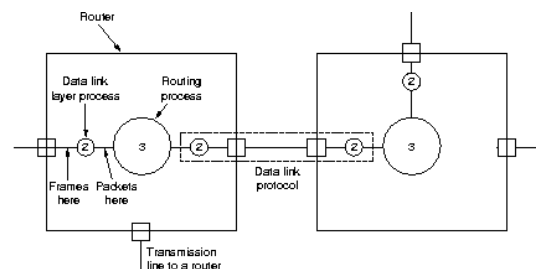 Router
Data link
layer process
Routing
process
2
2
3
2
2
3
Frames
here
Packets
here
Data link
protocol
Transmission
line to a router